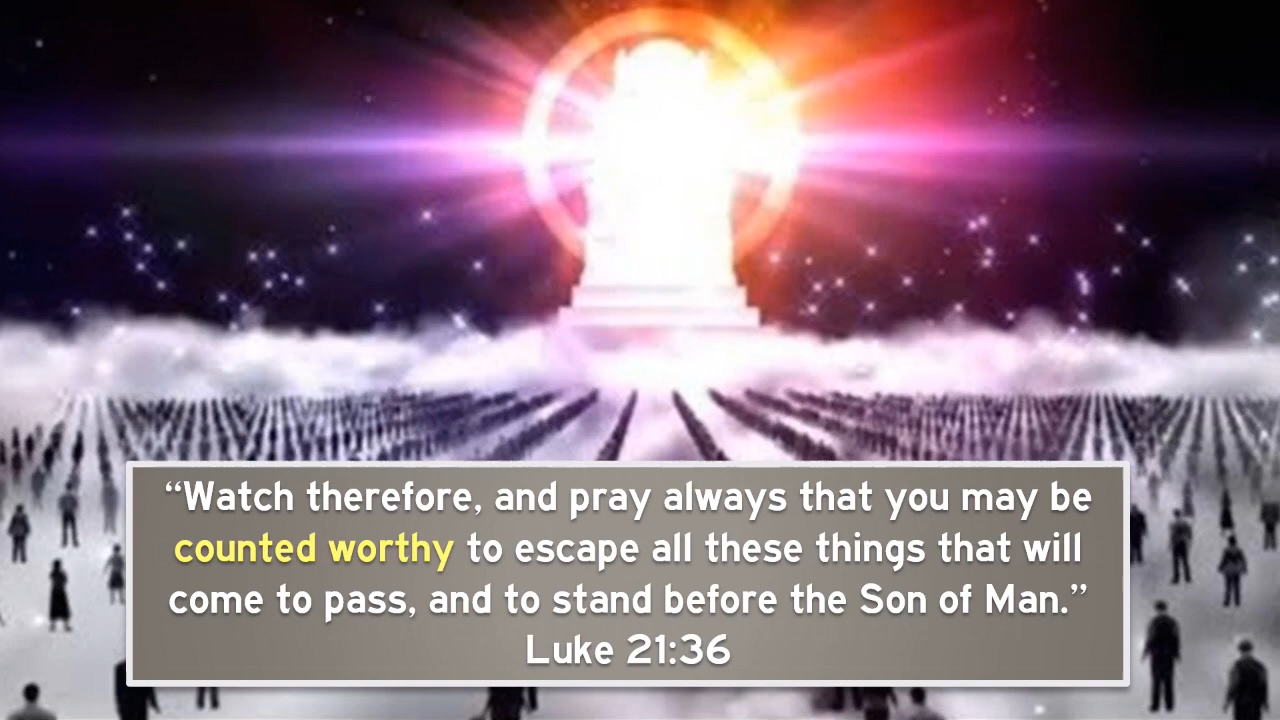 “Watch therefore, and pray always that you may be
counted worthy to escape all these things that will
come to pass, and to stand before the Son of Man.”
Luke 21:36